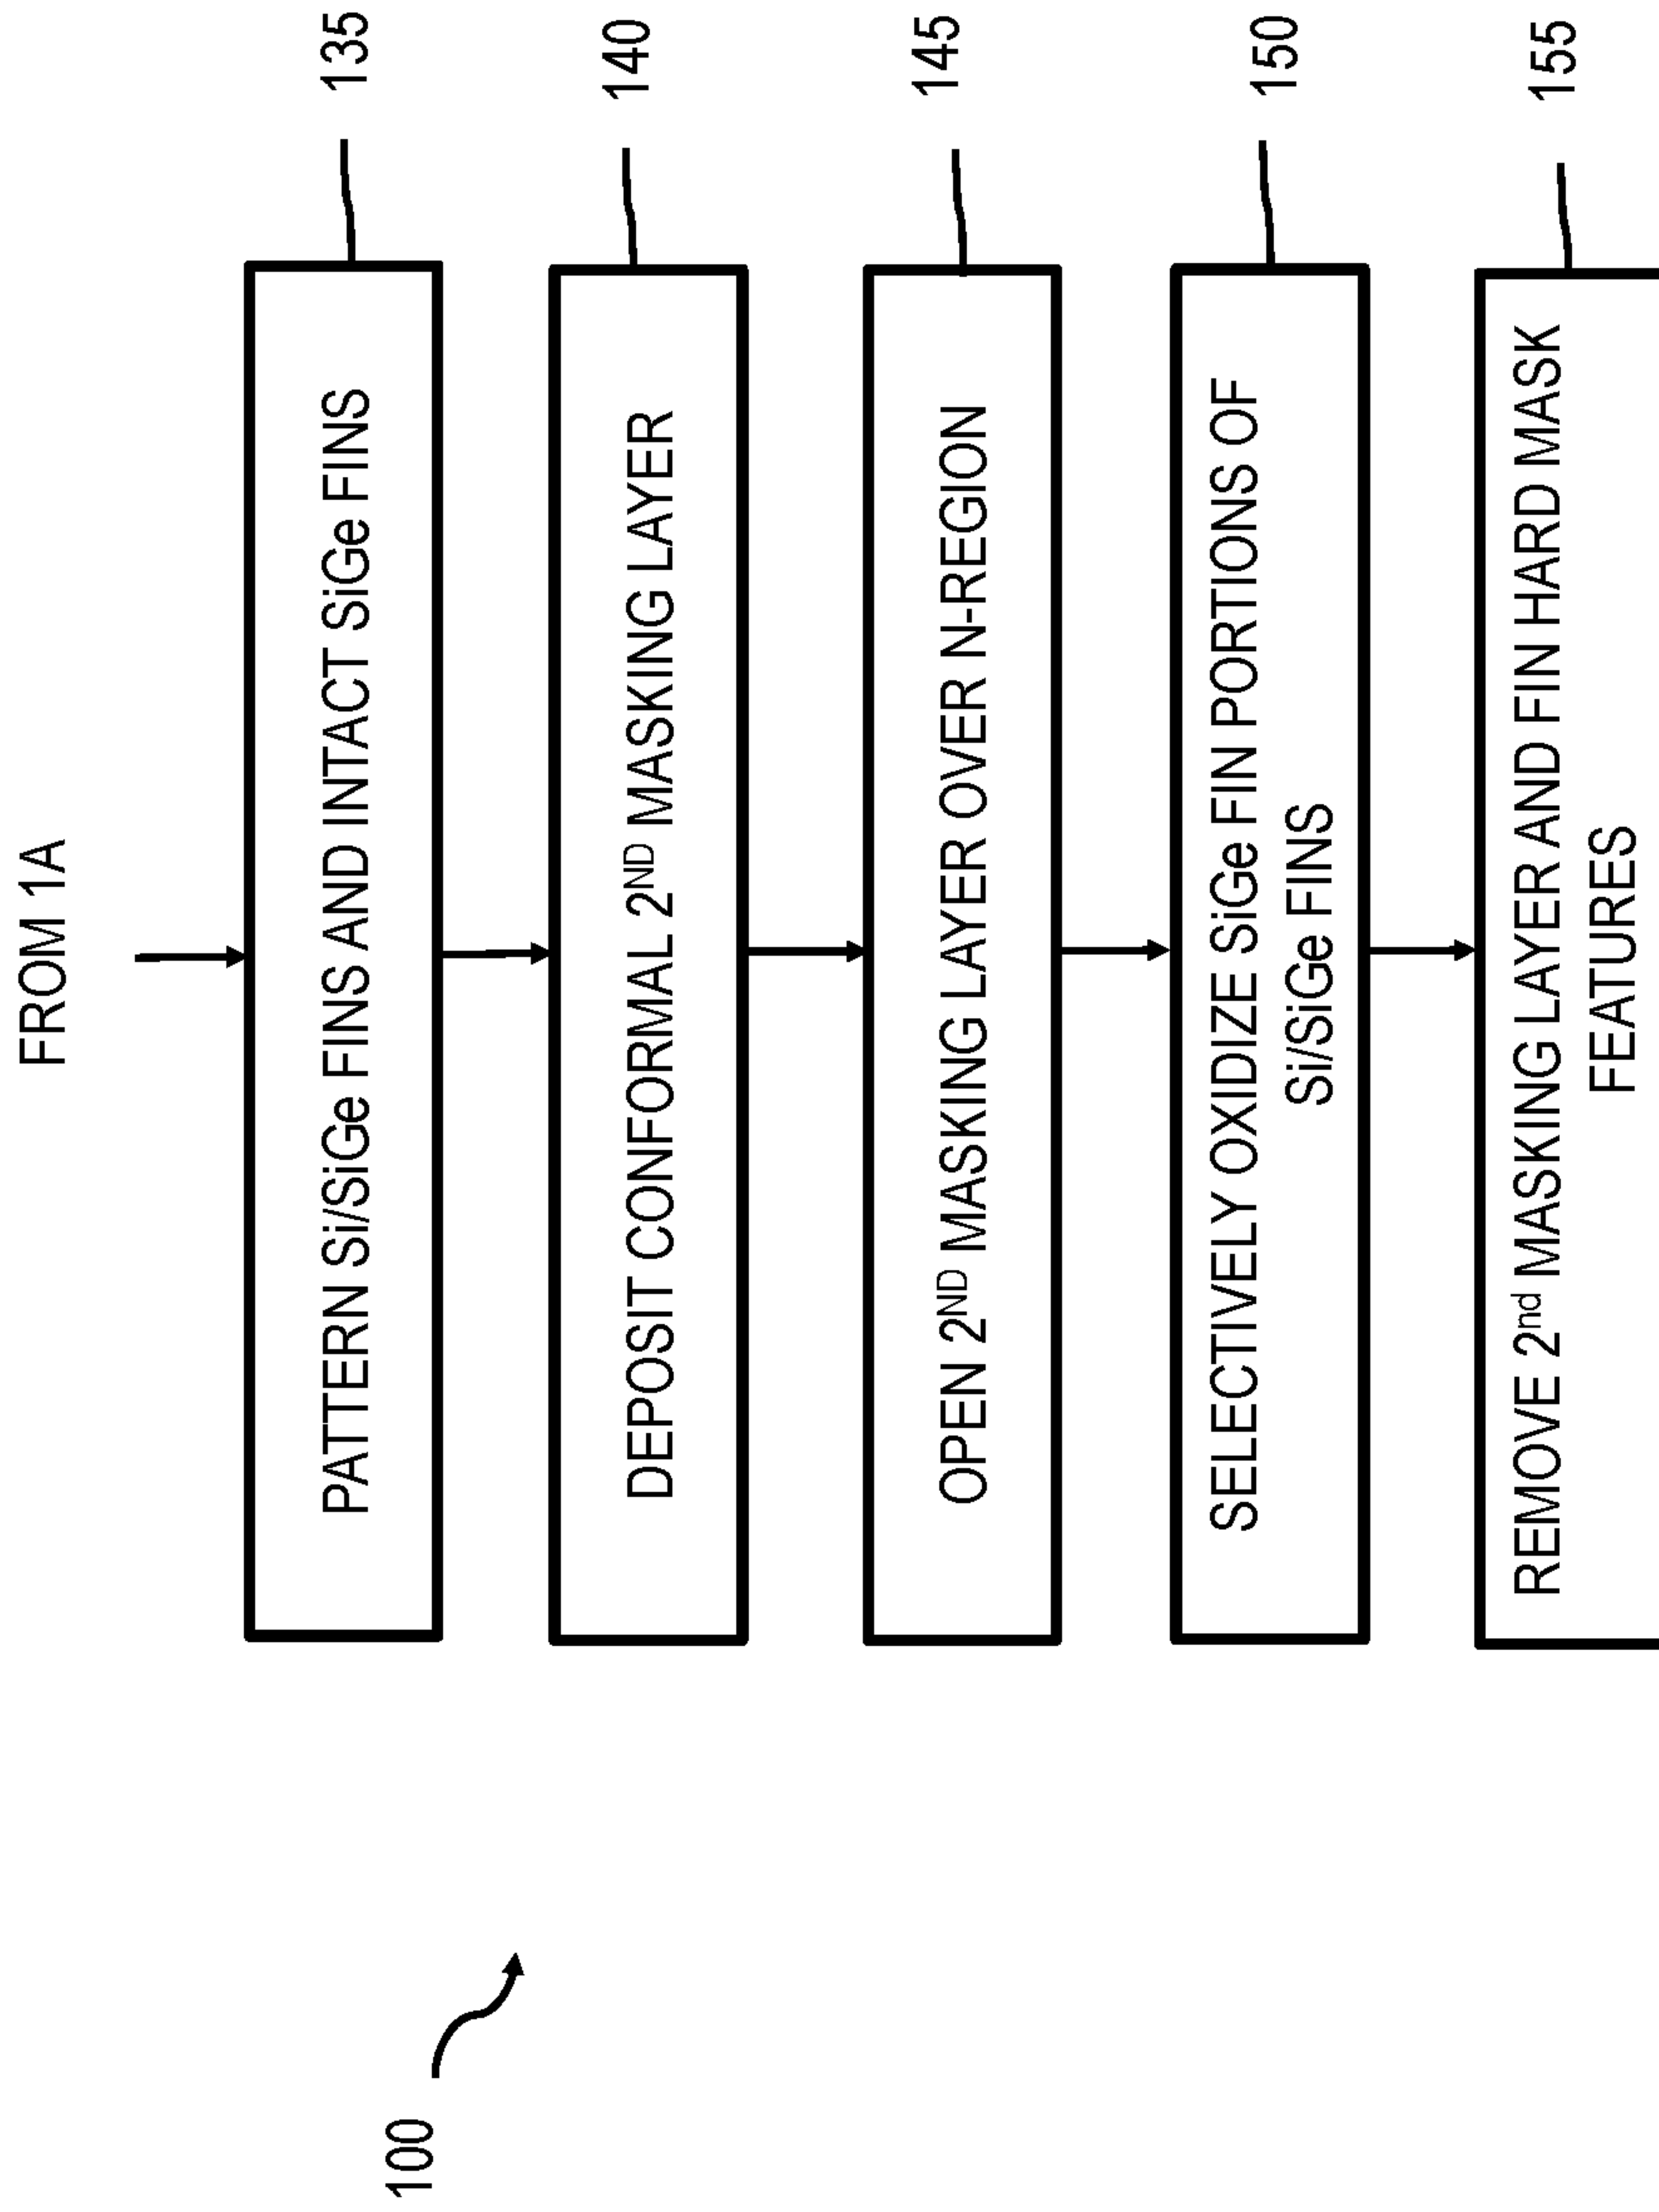 FROM 1A
PATTERN Si/SiGe FINS AND INTACT SiGe FINS
135
DEPOSIT CONFORMAL 2ND MASKING LAYER
140
OPEN 2ND MASKING LAYER OVER N-REGION
145
SELECTIVELY OXIDIZE SiGe FIN PORTIONS OF
Si/SiGe FINS
150
REMOVE 2nd MASKING LAYER AND FIN HARD MASK
FEATURES
155
100